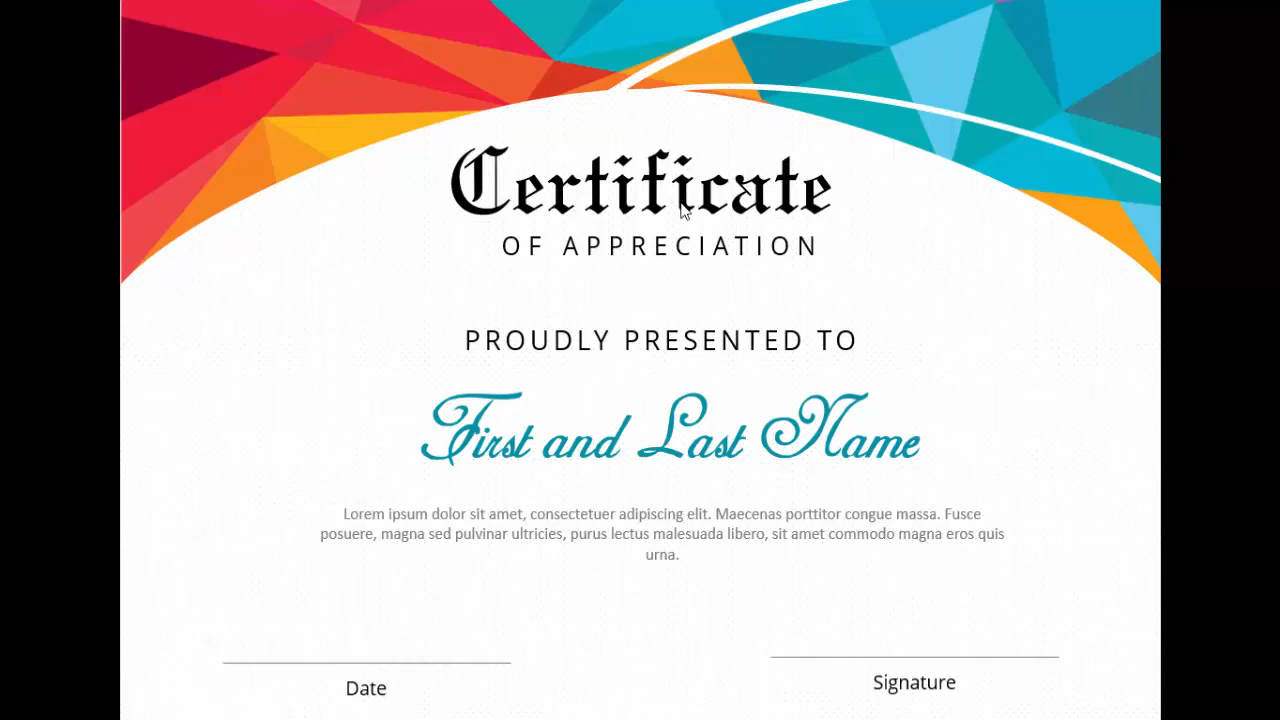 Certificate
OF APPRECIATION
PROUDLY PRESENTED TO
First and Last Name
Lorem ipsum dolor sit amet, consectetuer adipiscing elit. Maecenas porttitor congue massa. Fusce
posuere, magna sed pulvinar ultricies, purus lectus malesuada libero, sit amet commodo magna eros quis
urna.
Date
Signature